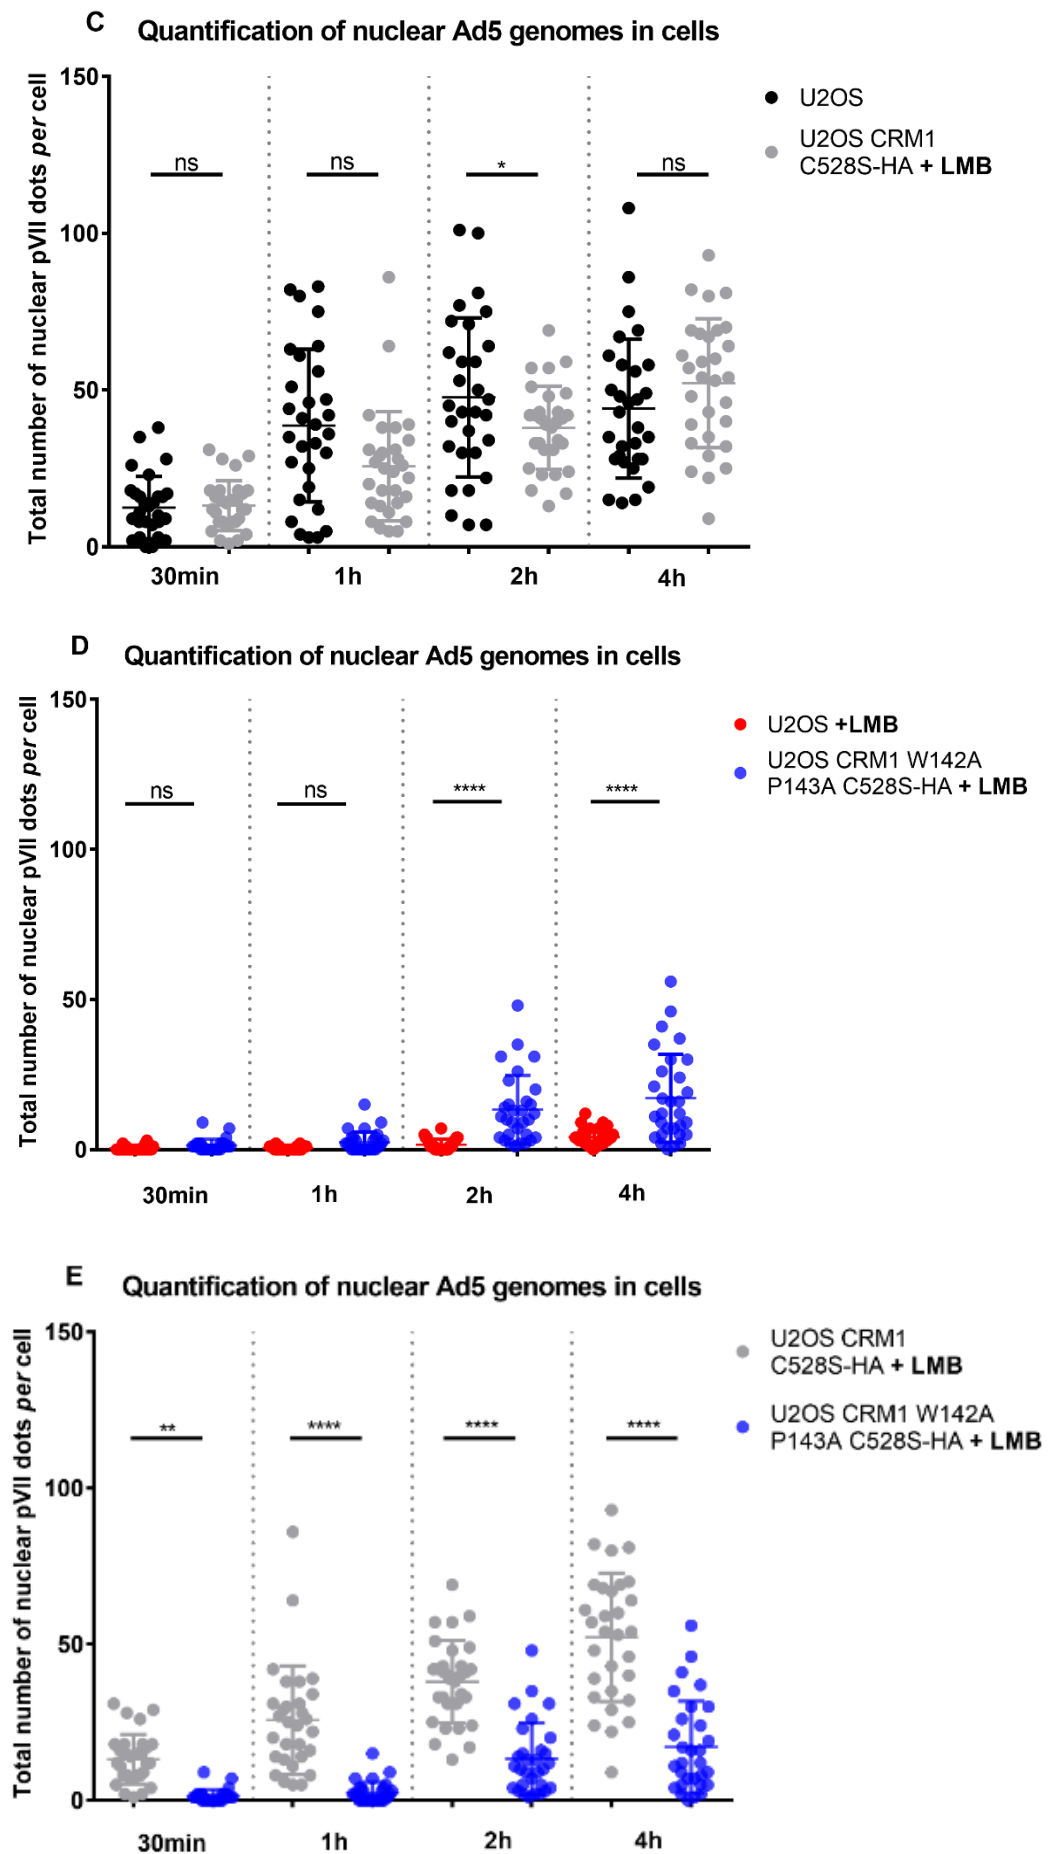 C
Quantification of nuclear Ad5 genomes in cells
Total number of nuclear pVII dots per cell
150
100
50
0
ns
ns
*
ns
30min
1h
2h
4h
U2OS
U2OS CRM1
C528S-HA + LMB
D
Quantification of nuclear Ad5 genomes in cells
Total number of nuclear pVII dots per cell
150
100
50
0
ns
ns
****
****
30min
1h
2h
4h
U2OS +LMB
U2OS CRM1 W142A
P143A C528S-HA + LMB
E
Quantification of nuclear Ad5 genomes in cells
Total number of nuclear pVII dots per cell
150
100
50
0
**
****
****
****
30min
1h
2h
4h
U2OS CRM1
C528S-HA + LMB
U2OS CRM1 W142A
P143A C528S-HA + LMB